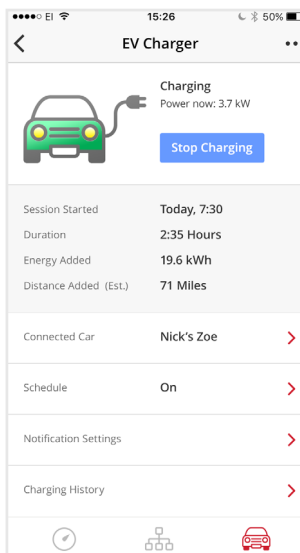 EI 15:26 50%
EV Charger
Charging
Power now: 3.7 kW
Stop Charging
Session Started Today, 7:30
Duration 2:35 Hours
Energy Added 19.6 kWh
Distance Added (Est.) 71 Miles
Connected Car Nick's Zoe
Schedule On
Notification Settings
Charging History